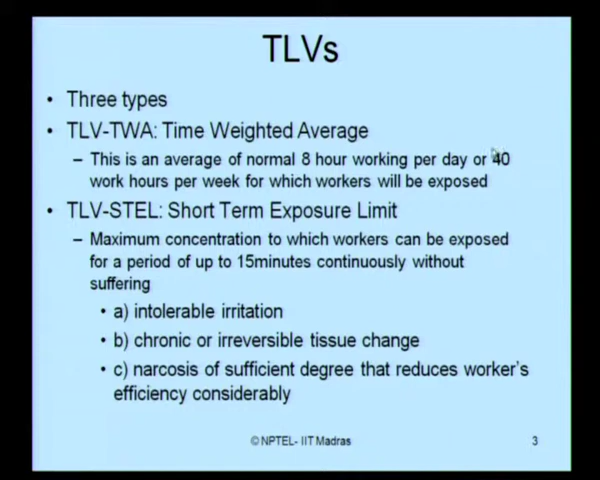 TLVs
• Three types
• TLV-TWA: Time Weighted Average
– This is an average of normal 8 hour working per day or 40
work hours per week for which workers will be exposed
• TLV-STEL: Short Term Exposure Limit
– Maximum concentration to which workers can be exposed
for a period of up to 15minutes continuously without
suffering
• a) intolerable irritation
• b) chronic or irreversible tissue change
• c) narcosis of sufficient degree that reduces worker's
efficiency considerably
© NPTEL- IIT Madras
3